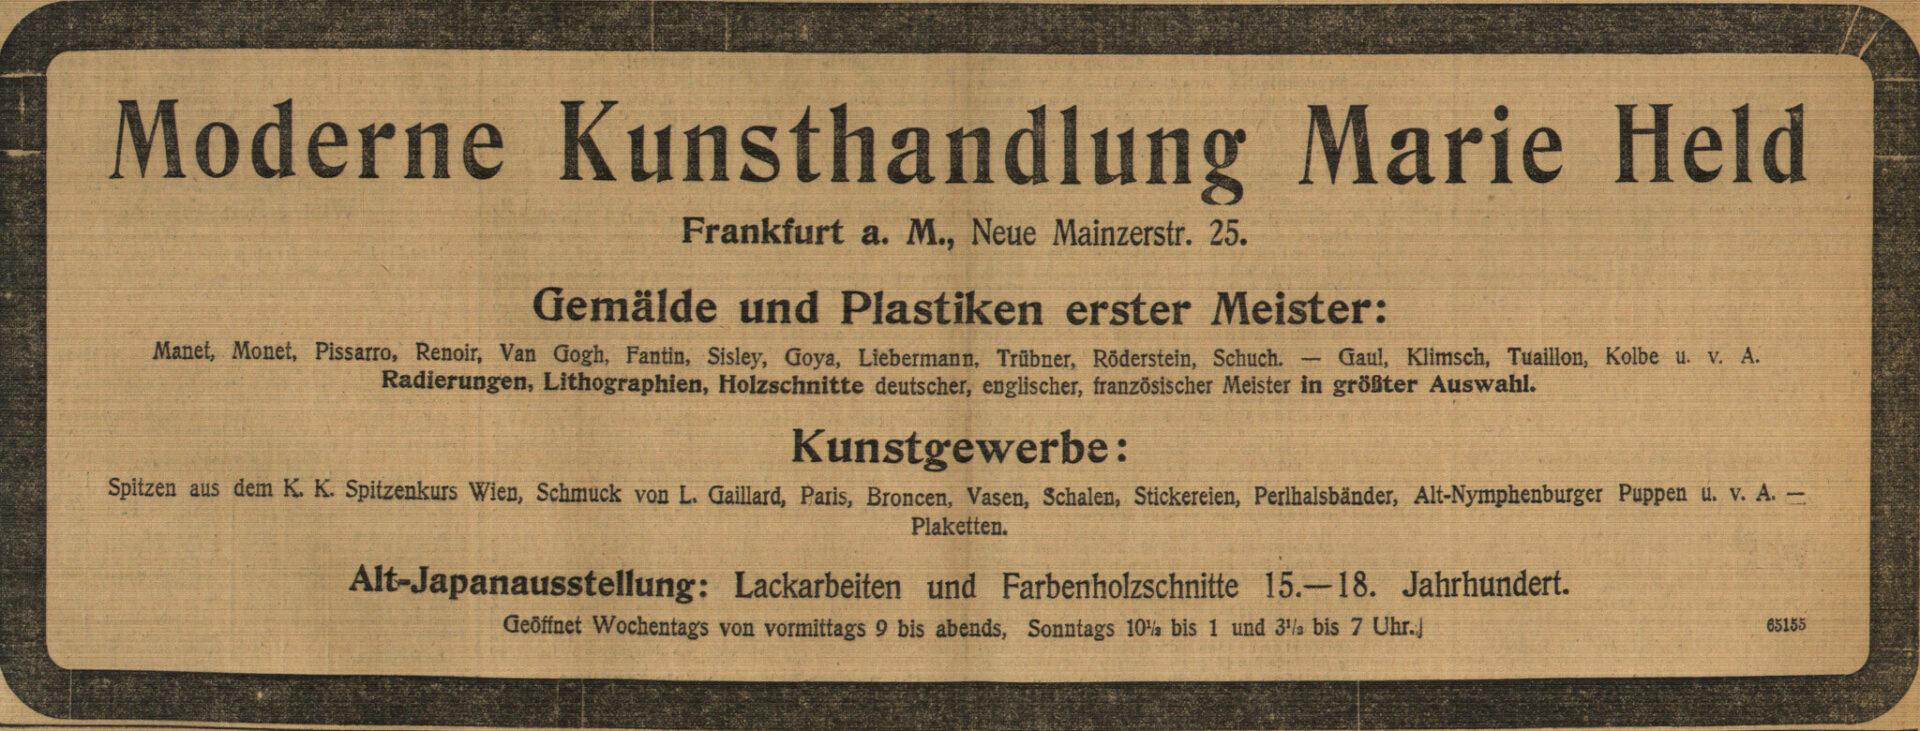 Moderne Kunsthandlung Marie Held
Frankfurt a. M., Neue Mainzerstr. 25.
Gemälde und Plastiken erster Meister:
Manet, Monet, Pissarro, Renoir, Van Gogh, Fantin, Sisley, Goya, Liebermann, Trübner, Röderstein, Schuch. — Gaul, Klimsch, Tuaillon, Kolbe u. v. A.
Radierungen, Lithographien, Holzschnitte deutscher, englischer, französischer Meister in größter Auswahl.
Kunstgewerbe:
Spitzen aus dem K. K. Spitzenkurs Wien, Schmuck von L. Gaillard, Paris, Broncen, Vasen, Schalen, Stickereien, Perlhalsbänder, Alt-Nymphenburger Puppen u. v. A. —
Plaketten.
Alt-Japanausstellung: Lackarbeiten und Farbenholzschnitte 15.—18. Jahrhundert.
Geöffnet Wochentags von vormittags 9 bis abends, Sonntags 10½ bis 1 und 3½ bis 7 Uhr. 65155